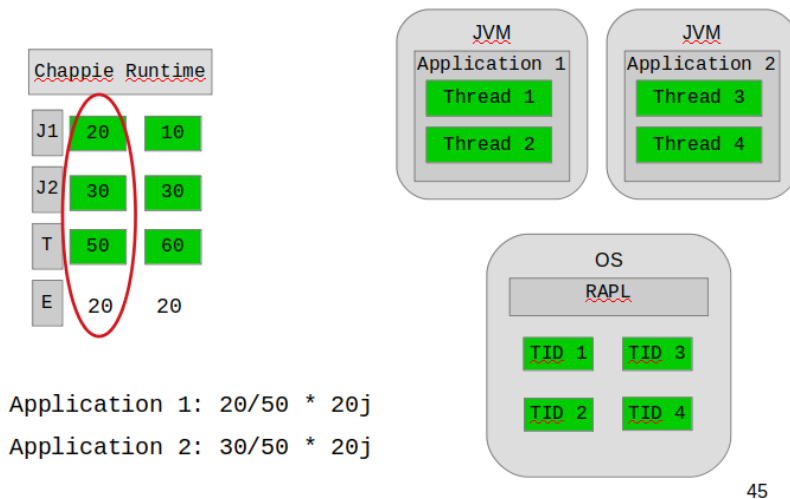 Chappie Runtime
J1 20 10
J2 30 30
T 50 60
E 20 20
Application 1: 20/50 * 20j
Application 2: 30/50 * 20j
JVM
Application 1
Thread 1
Thread 2
JVM
Application 2
Thread 3
Thread 4
OS
RAPL
TID 1 TID 3
TID 2 TID 4
45